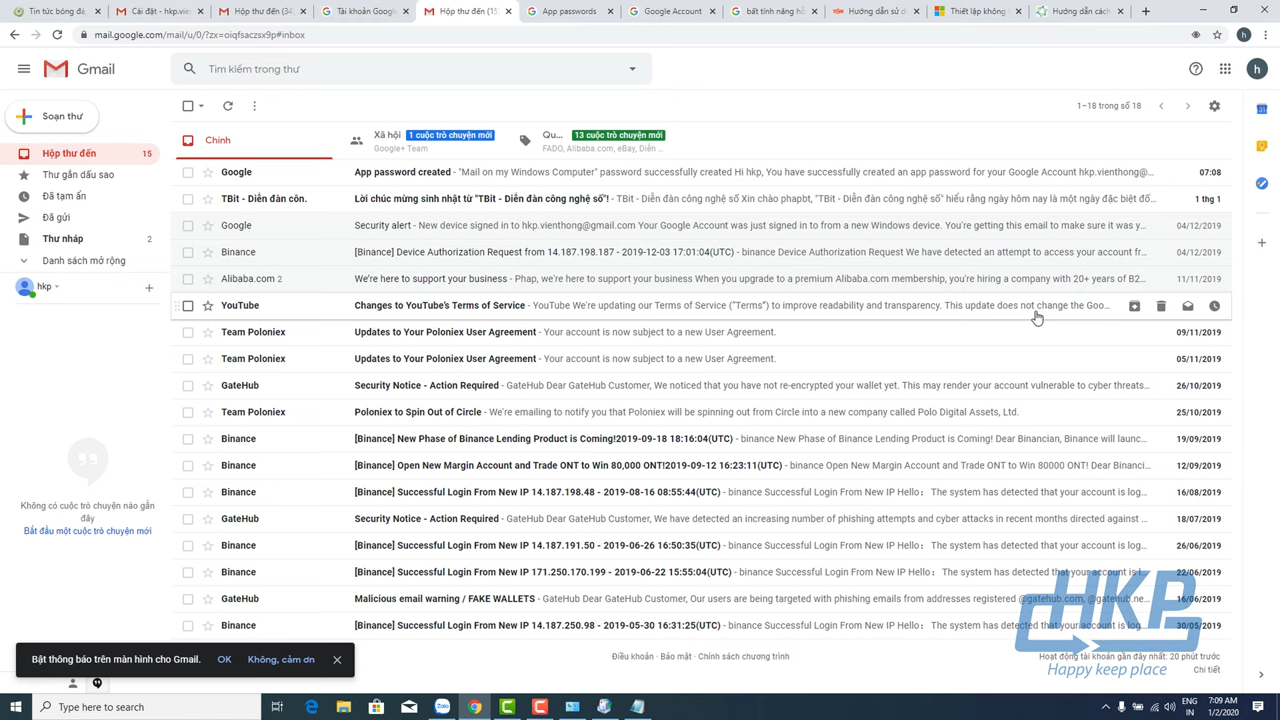 Tin tức bóng đá
Cài đặt - hkp.vien
Hộp thư đến (34)
Tài khoản Google
Hộp thư đến (15)
App passwords
Google Account
bất tính năng hỗ
Hướng dẫn sử d
Thiết lập không
Hướng dẫn cách
mail.google.com/mail/u/0/?zx=oiqfsaczsx9p#inbox
h
Gmail
Tìm kiếm trong thư
h
Soạn thư
1–18 trong số 18
Hộp thư đến 15
Thư gắn dấu sao
Đã tạm ẩn
Đã gửi
Thư nháp 2
Danh sách mở rộng
hkp
Không có cuộc trò chuyện nào gần
đây
Bắt đầu một cuộc trò chuyện mới
Chính
Xã hội 1 cuộc trò chuyện mới
Google+ Team
Qu... 13 cuộc trò chuyện mới
FADO, Alibaba.com, eBay, Diễn ...
Google App password created - "Mail on my Windows Computer" password successfully created Hi hkp, You have successfully created an app password for your Google Account hkp.vienthong@... 07:08
TBit - Diễn đàn côn. Lời chúc mừng sinh nhật từ "TBit - Diễn đàn công nghệ số"! - TBit - Diễn đàn công nghệ số Xin chào phapbt, "TBit - Diễn đàn công nghệ số" hiểu rằng ngày hôm nay là một ngày đặc biệt đố... 1 thg 1
Google Security alert - New device signed in to hkp.vienthong@gmail.com Your Google Account was just signed in to from a new Windows device. You're getting this email to make sure it was y... 04/12/2019
Binance [Binance] Device Authorization Request From 14.187.198.187 - 2019-12-03 17:01:04(UTC) - binance Device Authorization Request We have detected an attempt to access your account fr... 04/12/2019
Alibaba.com 2 We're here to support your business - Phap, we're here to support your business When you upgrade to a premium Alibaba.com membership, you're hiring a company with 20+ years of B2... 11/11/2019
YouTube Changes to YouTube's Terms of Service - YouTube We're updating our Terms of Service ("Terms") to improve readability and transparency. This update does not change the Goo...
Team Poloniex Updates to Your Poloniex User Agreement - Your account is now subject to a new User Agreement. 09/11/2019
Team Poloniex Updates to Your Poloniex User Agreement - Your account is now subject to a new User Agreement. 05/11/2019
GateHub Security Notice - Action Required - GateHub Dear GateHub Customer, We noticed that you have not re-encrypted your wallet yet. This may render your account vulnerable to cyber threats... 26/10/2019
Team Poloniex Poloniex to Spin Out of Circle - We're emailing to notify you that Poloniex will be spinning out from Circle into a new company called Polo Digital Assets, Ltd. 25/10/2019
Binance [Binance] New Phase of Binance Lending Product is Coming!2019-09-18 18:16:04(UTC) - binance New Phase of Binance Lending Product is Coming! Dear Binancian, Binance will launc... 19/09/2019
Binance [Binance] Open New Margin Account and Trade ONT to Win 80,000 ONT!2019-09-12 16:23:11(UTC) - binance Open New Margin Account and Trade ONT to Win 80000 ONT! Dear Binanci... 12/09/2019
Binance [Binance] Successful Login From New IP 14.187.198.48 - 2019-08-16 08:55:44(UTC) - binance Successful Login From New IP Hello：The system has detected that your account is log... 16/08/2019
GateHub Security Notice - Action Required - GateHub Dear GateHub Customer, We have detected an increasing number of phishing attempts and cyber attacks in recent months directed against ... 18/07/2019
Binance [Binance] Successful Login From New IP 14.187.191.50 - 2019-06-26 16:50:35(UTC) - binance Successful Login From New IP Hello：The system has detected that your account is log... 26/06/2019
Binance [Binance] Successful Login From New IP 171.250.170.199 - 2019-06-22 15:55:04(UTC) - binance Successful Login From New IP Hello：The system has detected that your account is l... 22/06/2019
GateHub Malicious email warning / FAKE WALLETS - GateHub Dear GateHub Customer, Our users are being targeted with phishing emails from addresses registered @gatehub.com, @gatehub.ne... 16/06/2019
Binance [Binance] Successful Login From New IP 14.187.250.98 - 2019-05-30 16:31:25(UTC) - binance Successful Login From New IP Hello：The system has detected that your account is log... 30/05/2019
HKP
Happy keep place
Bật thông báo trên màn hình cho Gmail. OK Không, cảm ơn
Điều khoản · Bảo mật · Chính sách chương trình
Hoạt động tài khoản gần đây nhất: 20 phút trước
Chi tiết
Type here to search
Zalo
ENG
IN
7:09 AM
1/2/2020